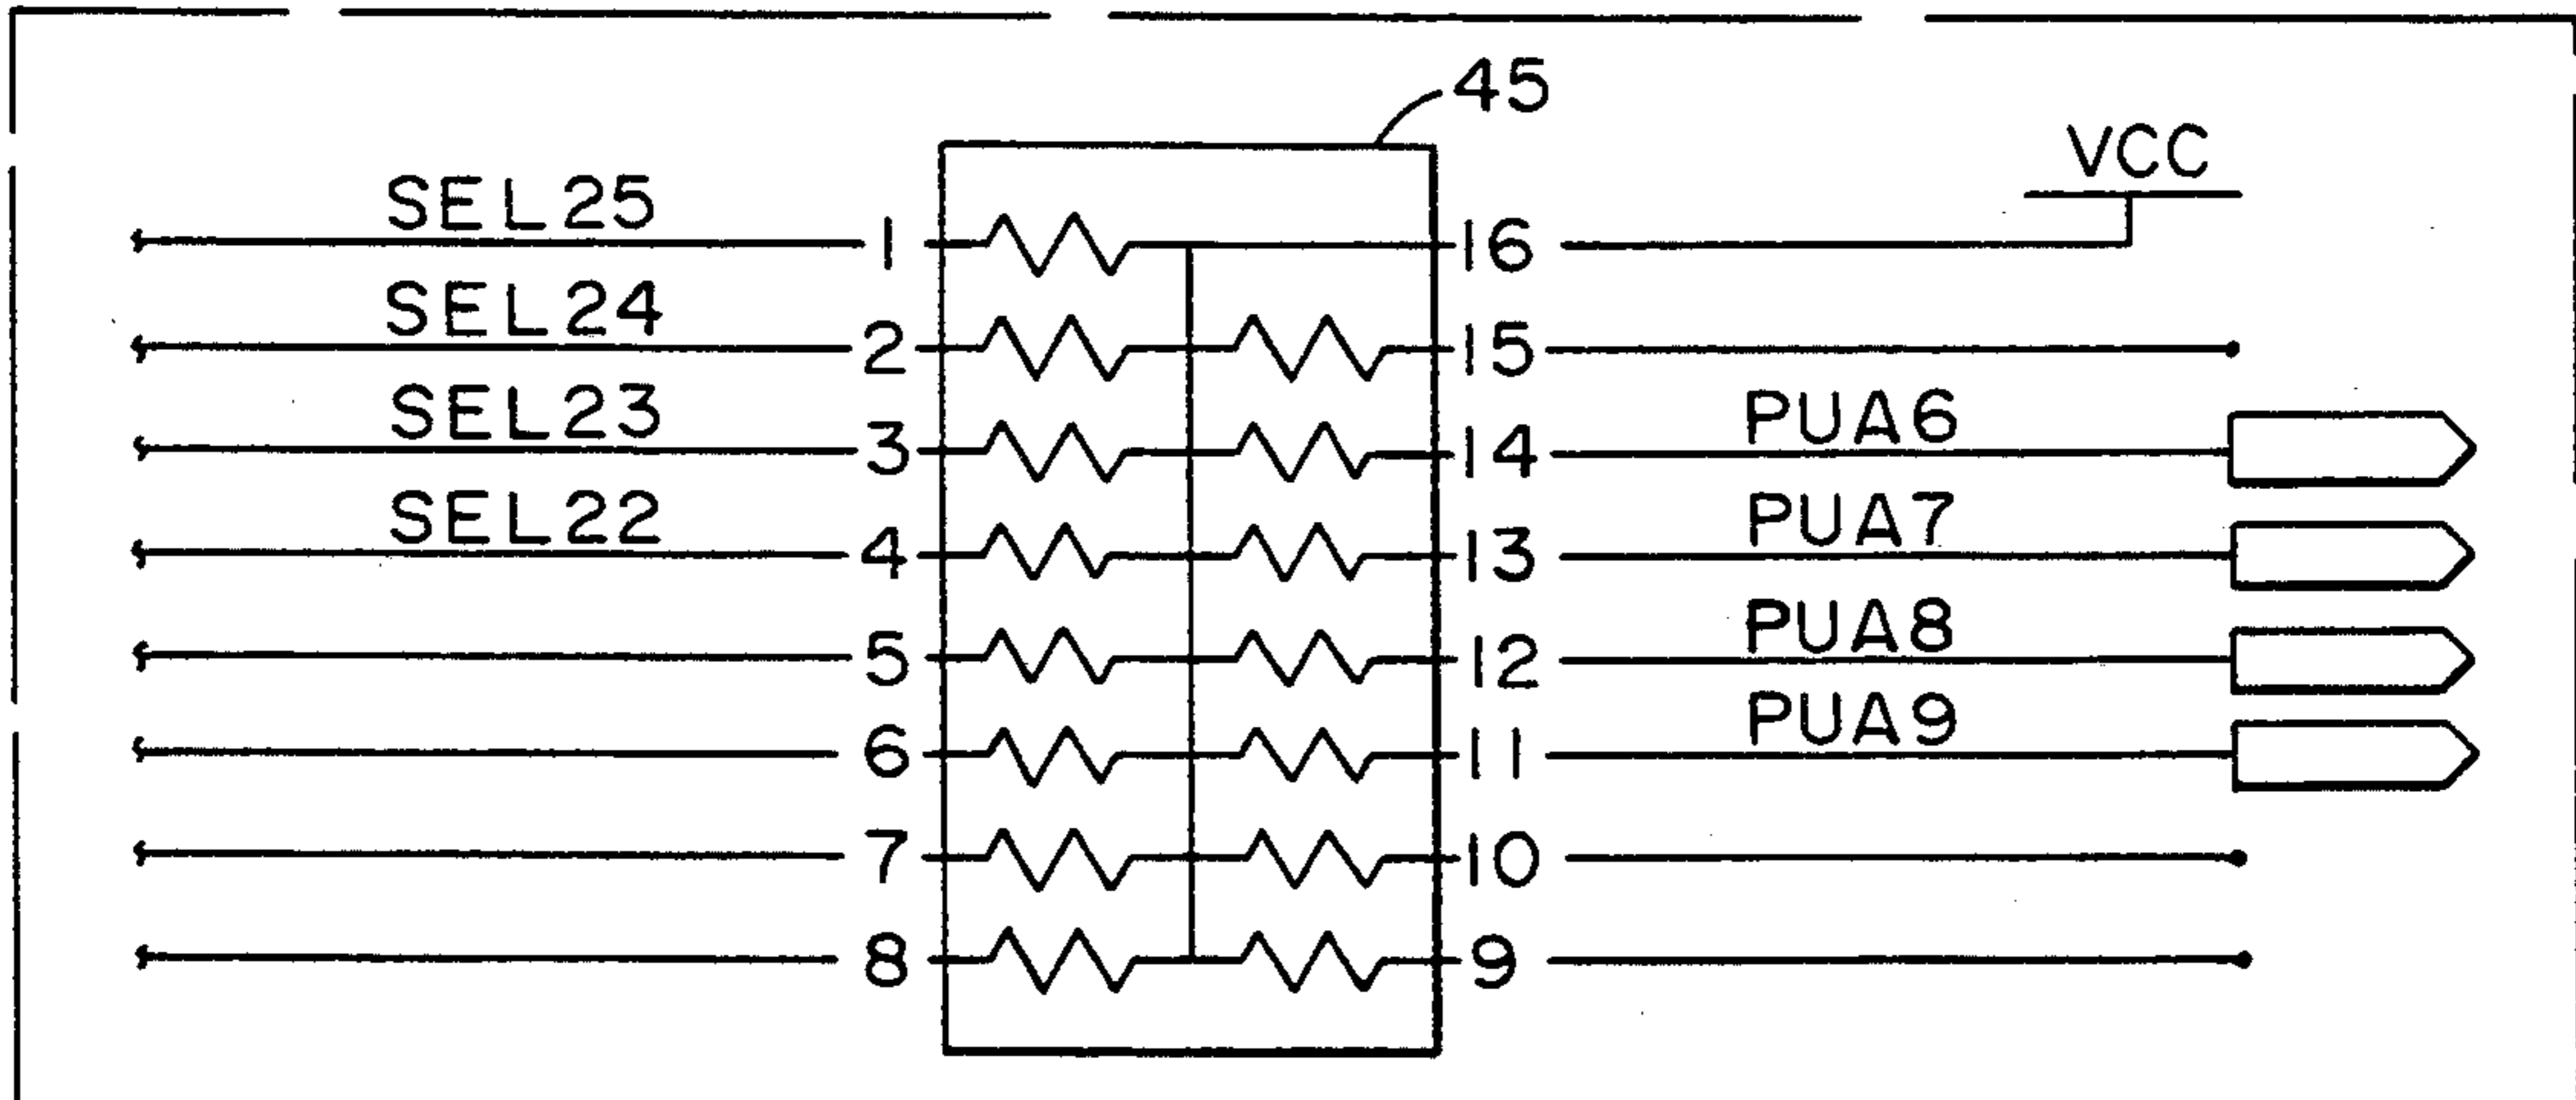 45
VCC
SEL25
1 16
SEL24
2 15
SEL23
3 14 PUA6
SEL22
4 13 PUA7
5 12 PUA8
6 11 PUA9
7 10
8 9